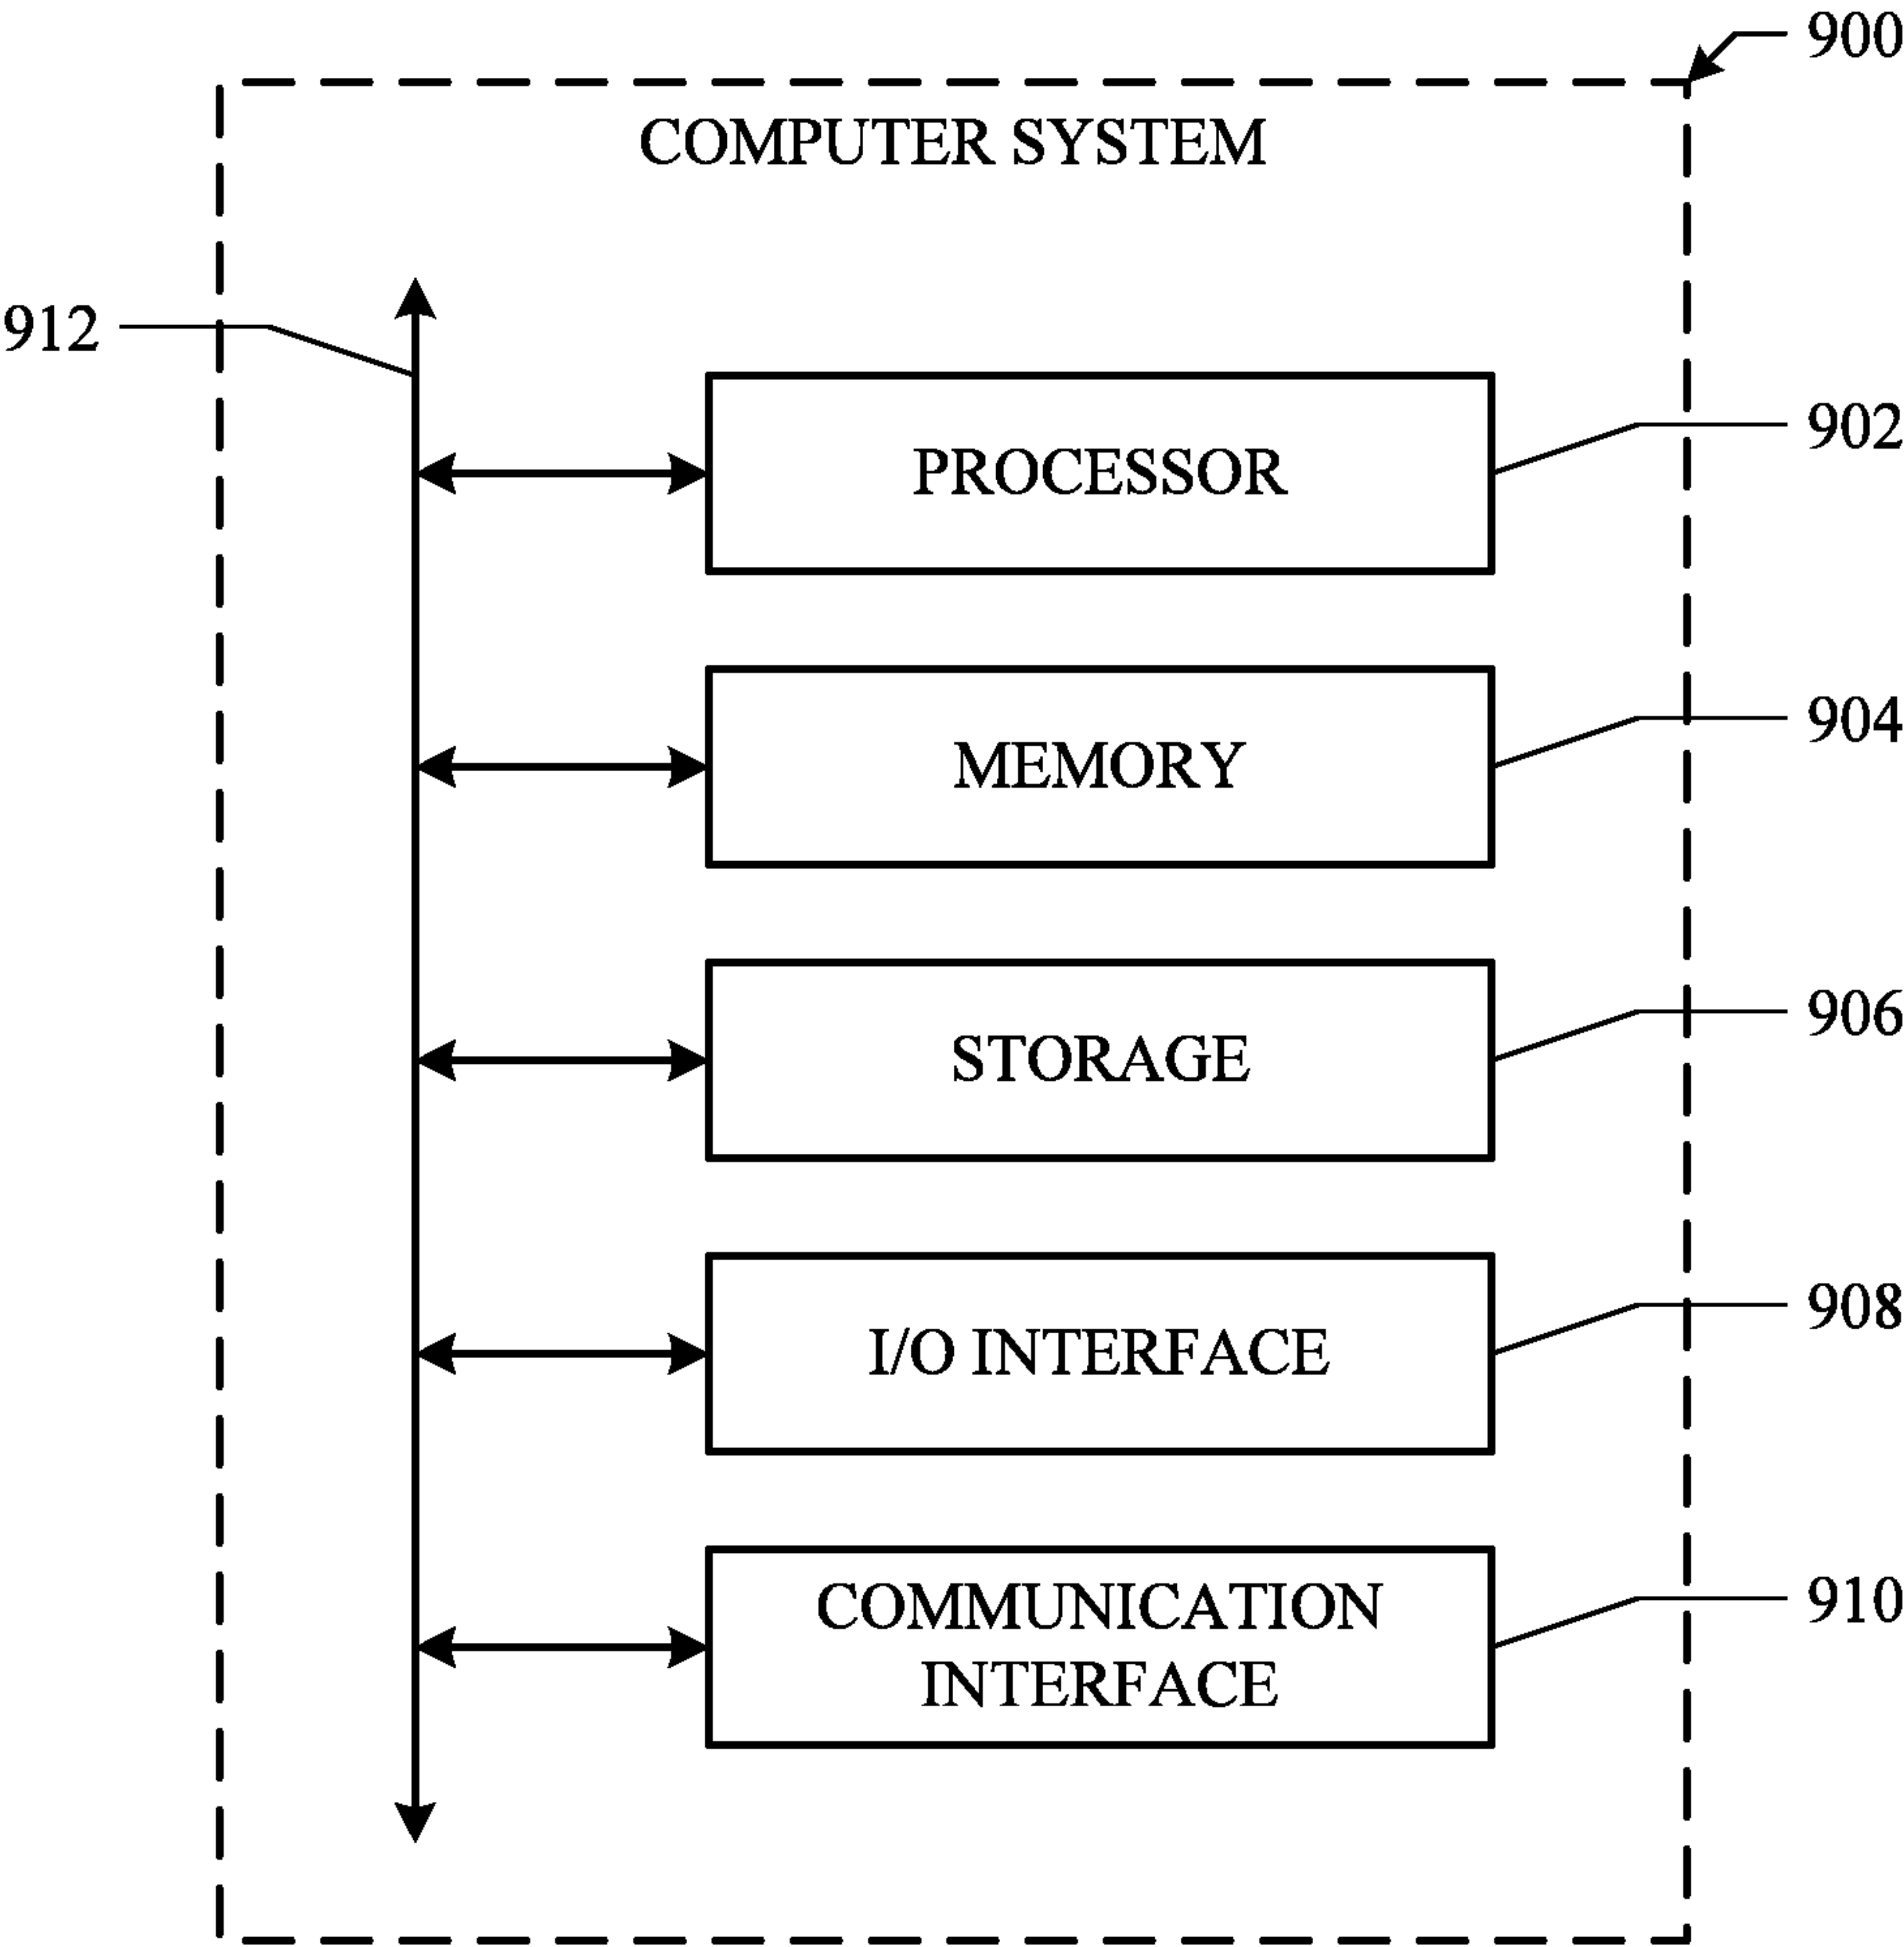 900
COMPUTER SYSTEM
912
PROCESSOR
902
MEMORY
904
STORAGE
906
I/O INTERFACE
908
COMMUNICATION
INTERFACE
910